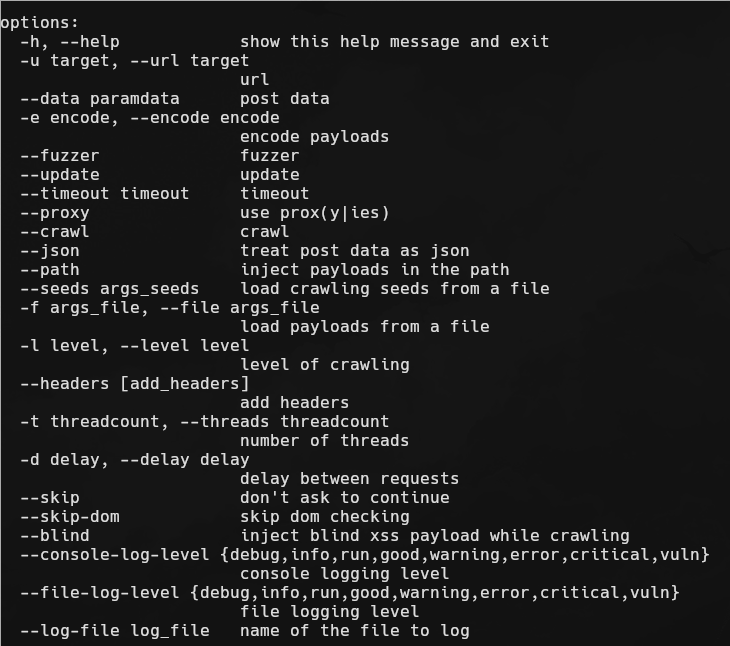 options:
-h, --help show this help message and exit
-u target, --url target
url
--data paramdata post data
-e encode, --encode encode
encode payloads
--fuzzer fuzzer
--update update
--timeout timeout timeout
--proxy use prox(y|ies)
--crawl crawl
--json treat post data as json
--path inject payloads in the path
--seeds args_seeds load crawling seeds from a file
-f args_file, --file args_file
load payloads from a file
-l level, --level level
level of crawling
--headers [add_headers]
add headers
-t threadcount, --threads threadcount
number of threads
-d delay, --delay delay
delay between requests
--skip don't ask to continue
--skip-dom skip dom checking
--blind inject blind xss payload while crawling
--console-log-level {debug,info,run,good,warning,error,critical,vuln}
console logging level
--file-log-level {debug,info,run,good,warning,error,critical,vuln}
file logging level
--log-file log_file name of the file to log